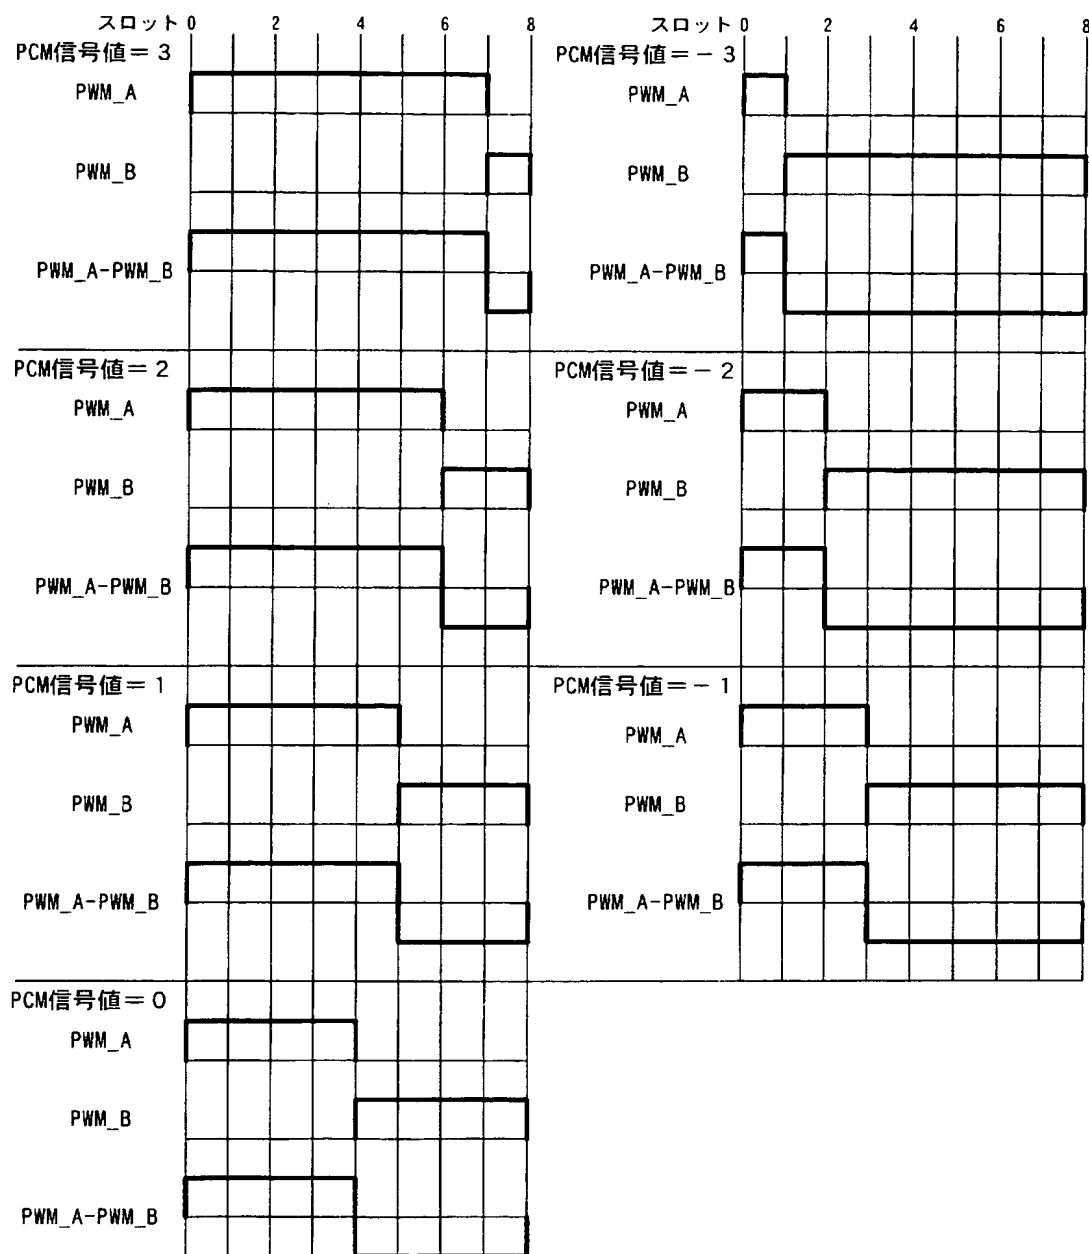 スロット 0 2 4 6 8
PCM信号値=3
PWM_A
PWM_B
PWM_A-PWM_B
PCM信号値=2
PWM_A
PWM_B
PWM_A-PWM_B
PCM信号値=1
PWM_A
PWM_B
PWM_A-PWM_B
PCM信号値=0
PWM_A
PWM_B
PWM_A-PWM_B
スロット 0 2 4 6 8
PCM信号値=-3
PWM_A
PWM_B
PWM_A-PWM_B
PCM信号値=-2
PWM_A
PWM_B
PWM_A-PWM_B
PCM信号値=-1
PWM_A
PWM_B
PWM_A-PWM_B